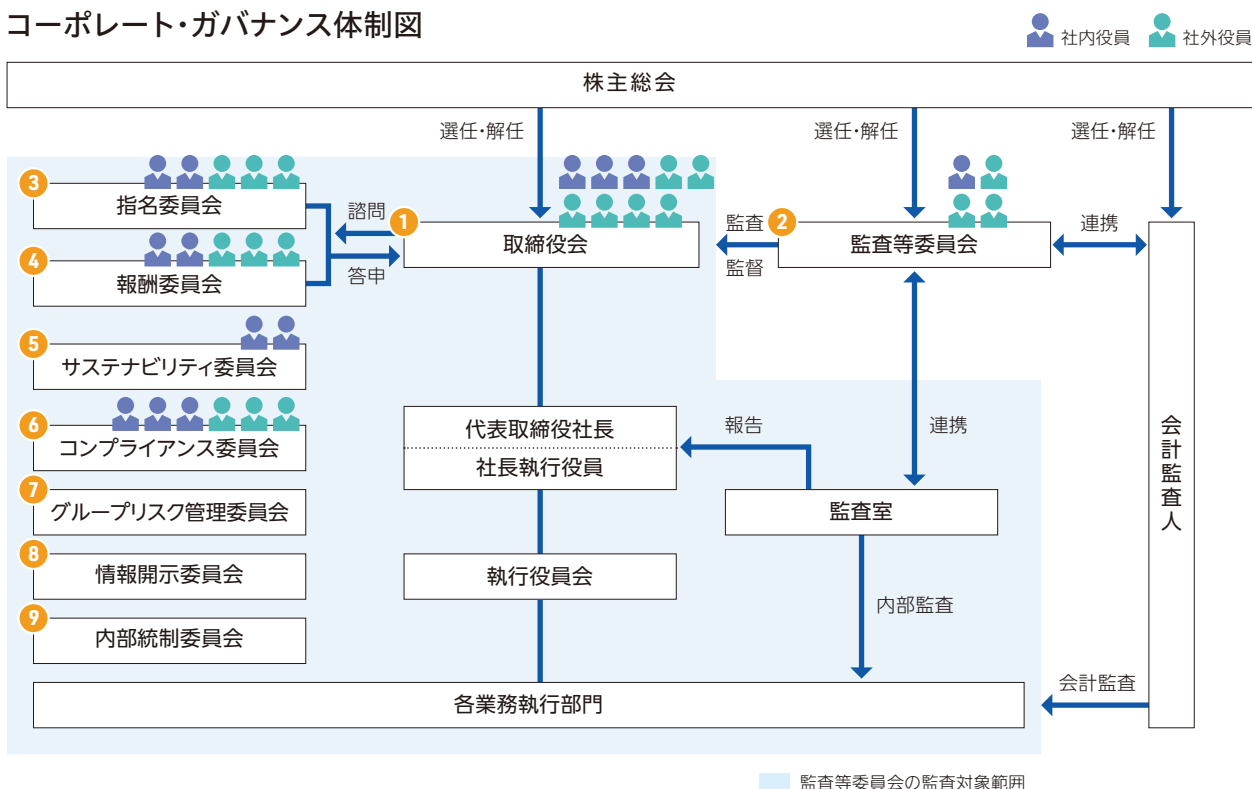 コーポレート・ガバナンス体制図
社内役員
社外役員
株主総会
選任・解任
選任・解任
選任・解任
3
指名委員会
諮問
1
取締役会
監査
監督
2
監査等委員会
連携
4
報酬委員会
答申
5
サステナビリティ委員会
6
コンプライアンス委員会
代表取締役社長
社長執行役員
報告
連携
会計監査人
7
グループリスク管理委員会
監査室
8
情報開示委員会
執行役員会
内部監査
9
内部統制委員会
各業務執行部門
会計監査
監査等委員会の監査対象範囲